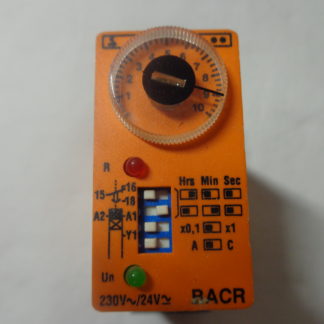 1 2 3 4 5 6 7 8 9 10
R
Hrs Min Sec
16
15
18
A2 A1
Y1
x0,1 x1
A C
Un
230V~/24V≂
BACR